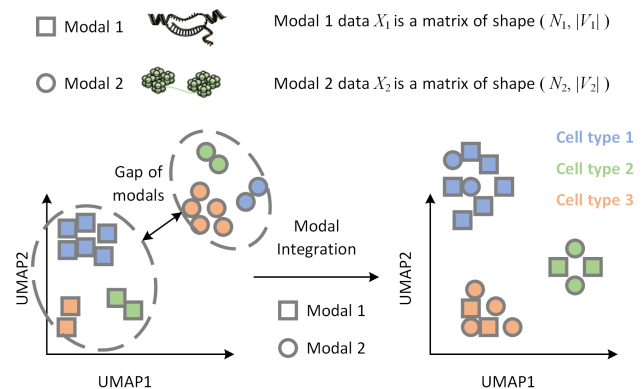 Modal 1
Modal 1 data X₁ is a matrix of shape ( N₁, |V₁| )
Modal 2
Modal 2 data X₂ is a matrix of shape ( N₂, |V₂| )
Gap of
modals
Cell type 1
Cell type 2
Cell type 3
Modal
Integration
UMAP2
UMAP2
Modal 1
Modal 2
UMAP1
UMAP1